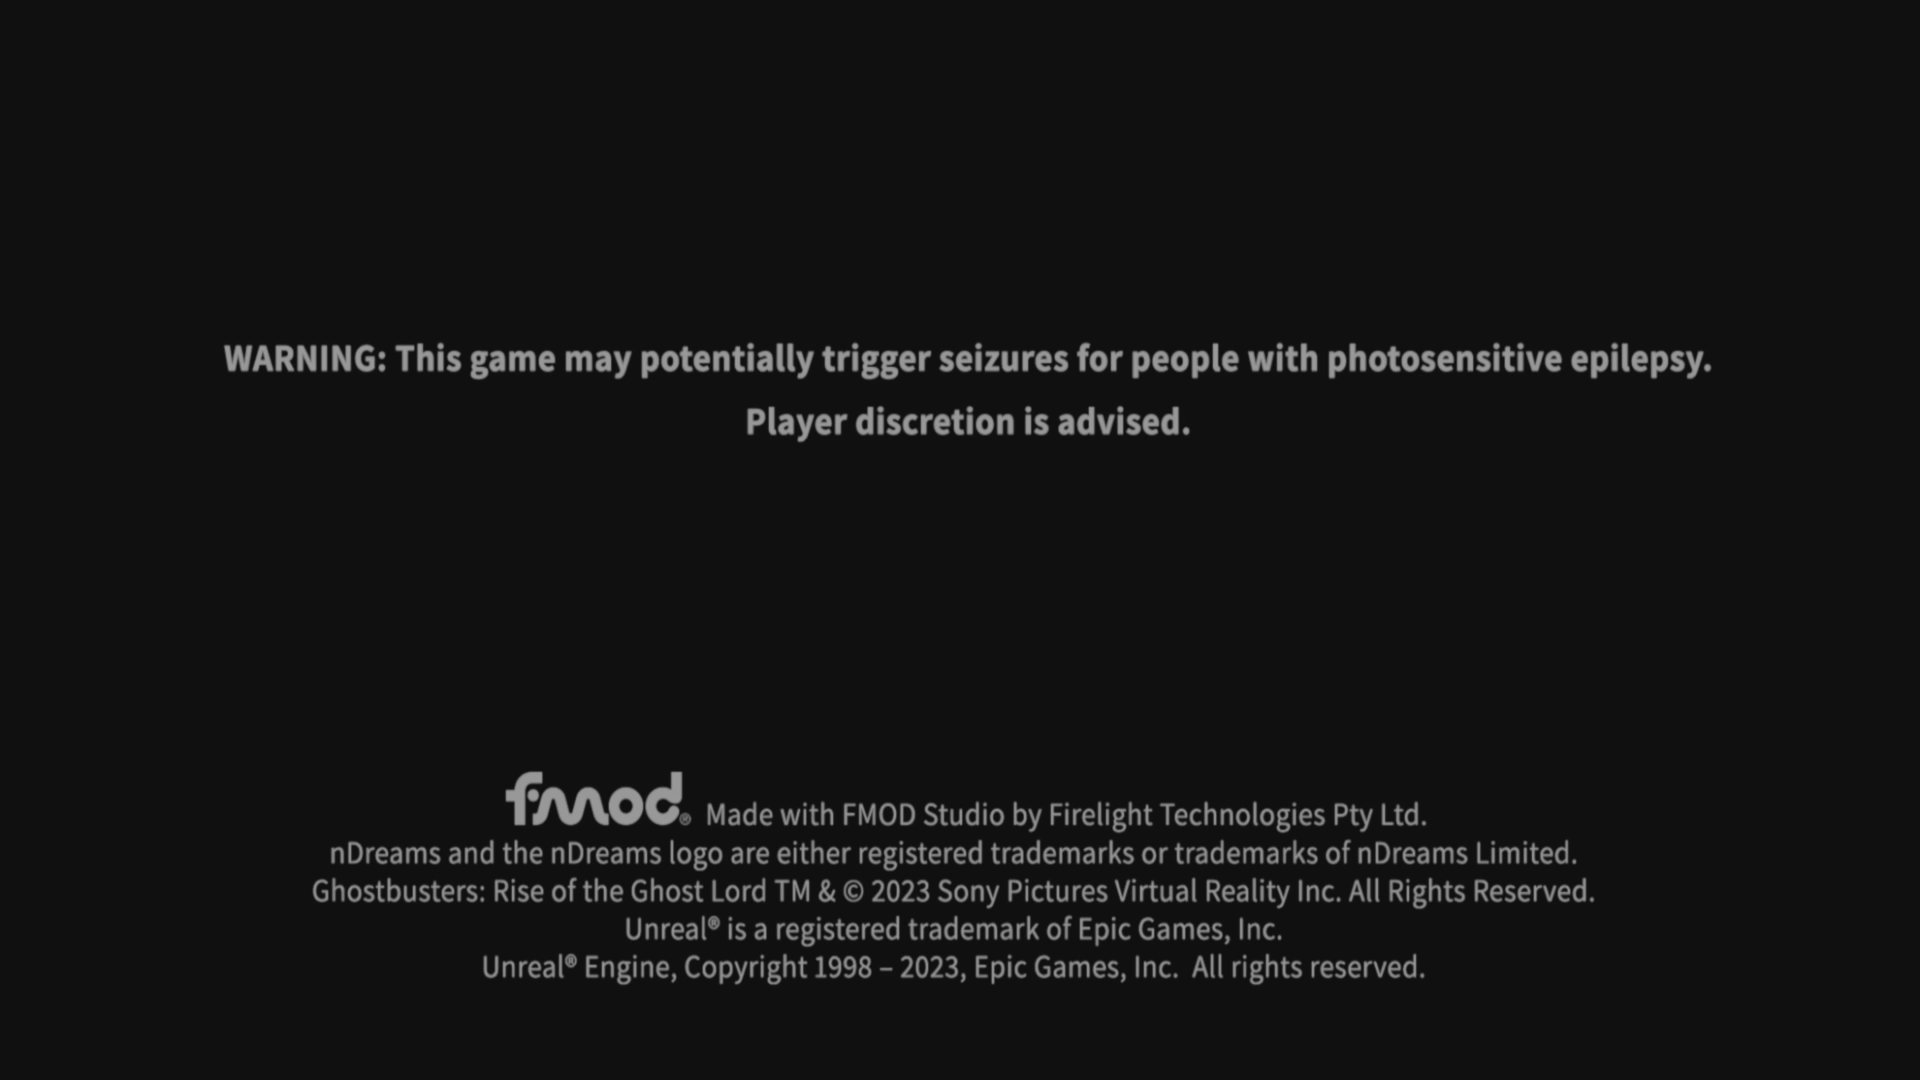 WARNING: This game may potentially trigger seizures for people with photosensitive epilepsy.
Player discretion is advised.
fmod® Made with FMOD Studio by Firelight Technologies Pty Ltd.
nDreams and the nDreams logo are either registered trademarks or trademarks of nDreams Limited.
Ghostbusters: Rise of the Ghost Lord TM & © 2023 Sony Pictures Virtual Reality Inc. All Rights Reserved.
Unreal® is a registered trademark of Epic Games, Inc.
Unreal® Engine, Copyright 1998 – 2023, Epic Games, Inc.  All rights reserved.